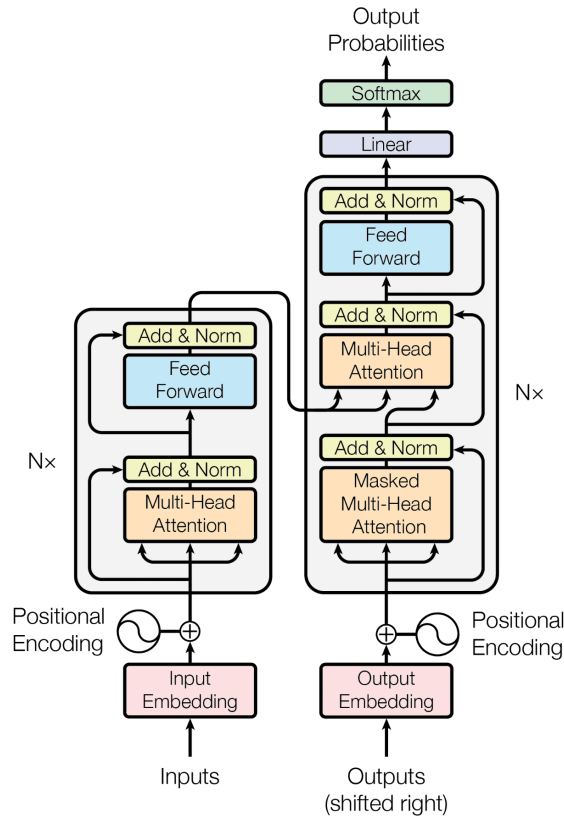 Output
Probabilities
Softmax
Linear
Add & Norm
Feed
Forward
Add & Norm
Multi-Head
Attention
Add & Norm
Masked
Multi-Head
Attention
N×
Add & Norm
Feed
Forward
Add & Norm
Multi-Head
Attention
N×
Positional
Encoding
Input
Embedding
Inputs
Positional
Encoding
Output
Embedding
Outputs
(shifted right)